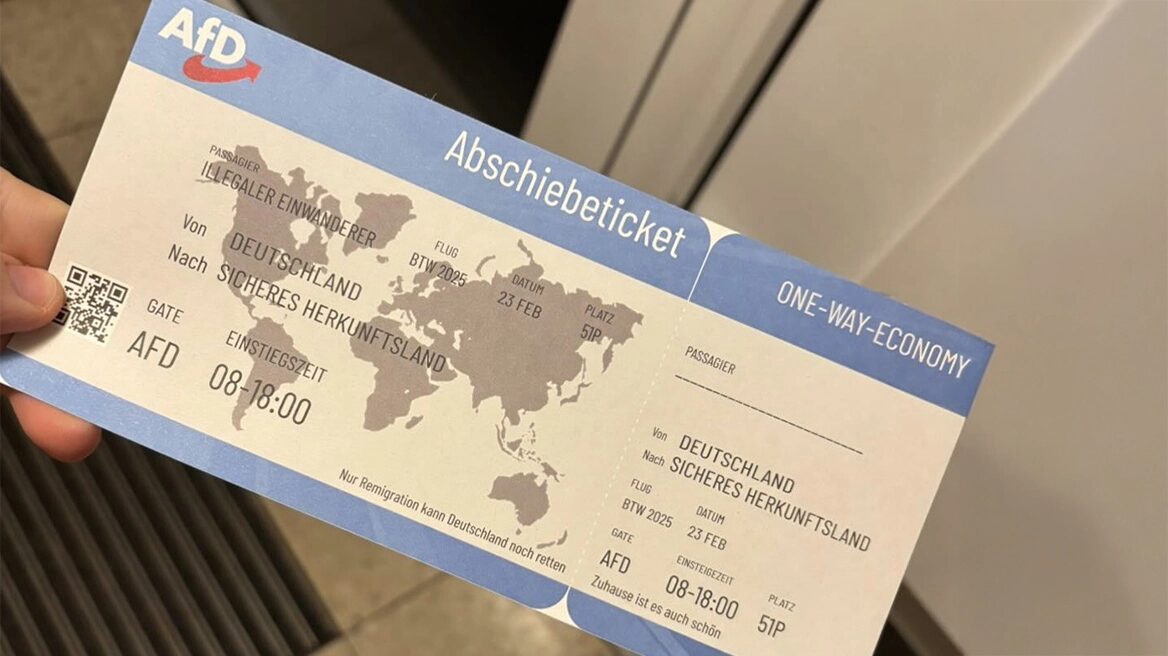 AfD
Abschiebeticket
PASSAGIER
ILLEGALER EINWANDERER
Von DEUTSCHLAND
Nach SICHERES HERKUNFTSLAND
FLUG
BTW 2025
DATUM
23 FEB
PLATZ
51P
GATE
AFD
EINSTIEGSZEIT
08-18:00
Nur Remigration kann Deutschland noch retten
ONE-WAY-ECONOMY
PASSAGIER
Von DEUTSCHLAND
Nach SICHERES HERKUNFTSLAND
FLUG
BTW 2025
DATUM
23 FEB
GATE
AFD
EINSTEIGEZEIT
08-18:00
PLATZ
51P
Zuhause ist es auch schön